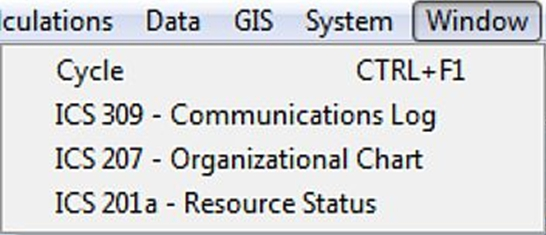 lculations Data GIS System Window
Cycle CTRL+F1
ICS 309 - Communications Log
ICS 207 - Organizational Chart
ICS 201a - Resource Status